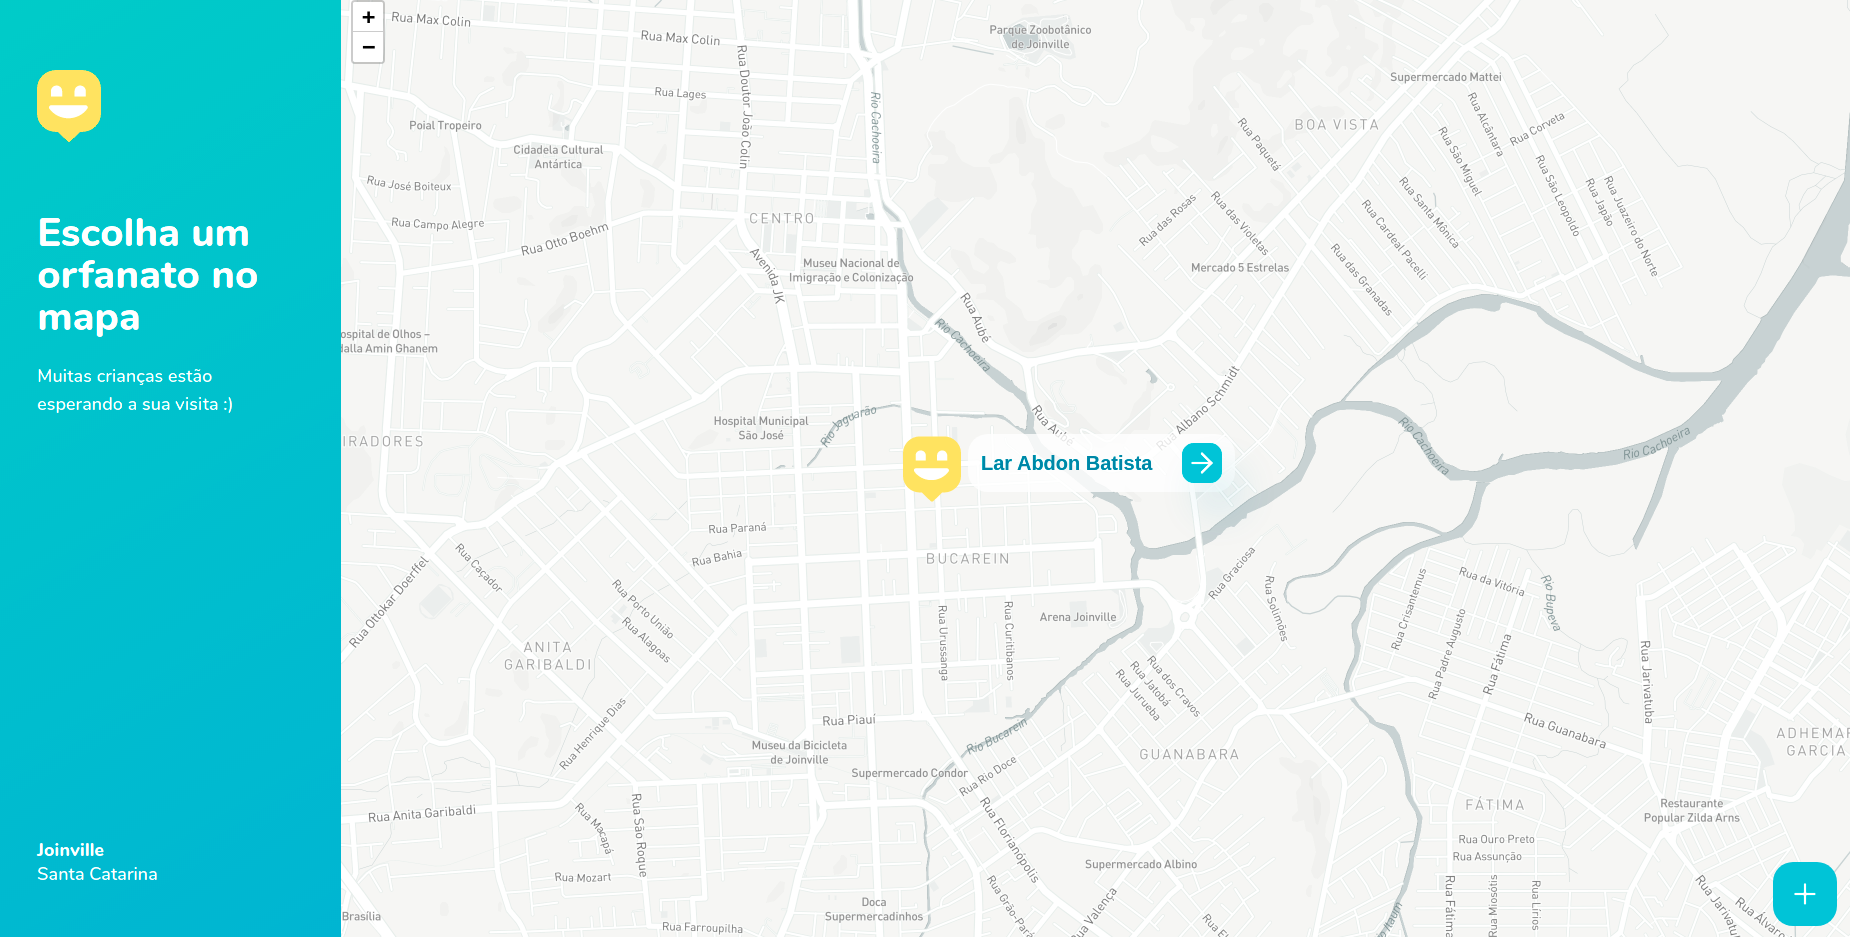 Escolha um
orfanato no
mapa
Muitas crianças estão
esperando a sua visita :)
Joinville
Santa Catarina
+
−
Rua Max Colin
Rua Max Colin
Parque Zoobotânico
de Joinville
Supermercado Mattei
Rua Doutor João Colin
Rua Lages
Rio Cachoeira
Rua Alcântara
Rua Corveta
BOA VISTA
Rua Paquetá
Rua São Miguel
Poial Tropeiro
Cidadela Cultural
Antártica
Rua São Leopoldo
Rua Japão
Rua Juazeiro do Norte
Rua José Boiteux
Rua Santa Mônica
Rua das Rosas
Rua das Violetas
Rua Cardeal Pacelli
CENTRO
Rua Campo Alegre
Rua Otto Boehm
Avenida JK
Museu Nacional de
Imigração e Colonização
Mercado 5 Estrelas
Rua das Granadas
Rua Aubé
Rio Cachoeira
ospital de Olhos –
dalla Amin Ghanem
Rua Albano Schmidt
Hospital Municipal
São José
Rio Jaguarão
Rua Aubé
Rio Cachoeira
Rio Cachoeira
IRADORES
Lar Abdon Batista
Rua Paraná
Rua Bahia
BUCAREIN
Rua Caçador
Rua Ottokar Doerffel
Rua Graciosa
Rua Solimões
Rua da Vitória
Rio Bupeva
Rua Crisantemus
Rua Porto União
Rua Alagoas
Rua Urussanga
Rua Curitibanos
Arena Joinville
Rua Padre Augusto
Rua Fátima
Rua Jarivatuba
ANITA
GARIBALDI
Rua dos Cravos
Rua Jatobá
Rua Jurueba
Rua Henrique Dias
Rua Piauí
Rio Bucarein
Rua Guanabara
ADHEMAR
GARCIA
Museu da Bicicleta
de Joinville
GUANABARA
Supermercado Condor
Rua Rio Doce
Rua Anita Garibaldi
Rua Macapá
Rua São Roque
Rua Florianópolis
FÁTIMA
Restaurante
Popular Zilda Arns
Rua Ouro Preto
Rua Assunção
Supermercado Albino
Rua Mozart
Rua Grão-Par
Rua Valença
Rua Fátima
Rua Miosótis
Rua Lírios
Rua Jarivat
Rua Álvaro
Brasília
Doca
Supermercadinhos
Rua Farroupilha